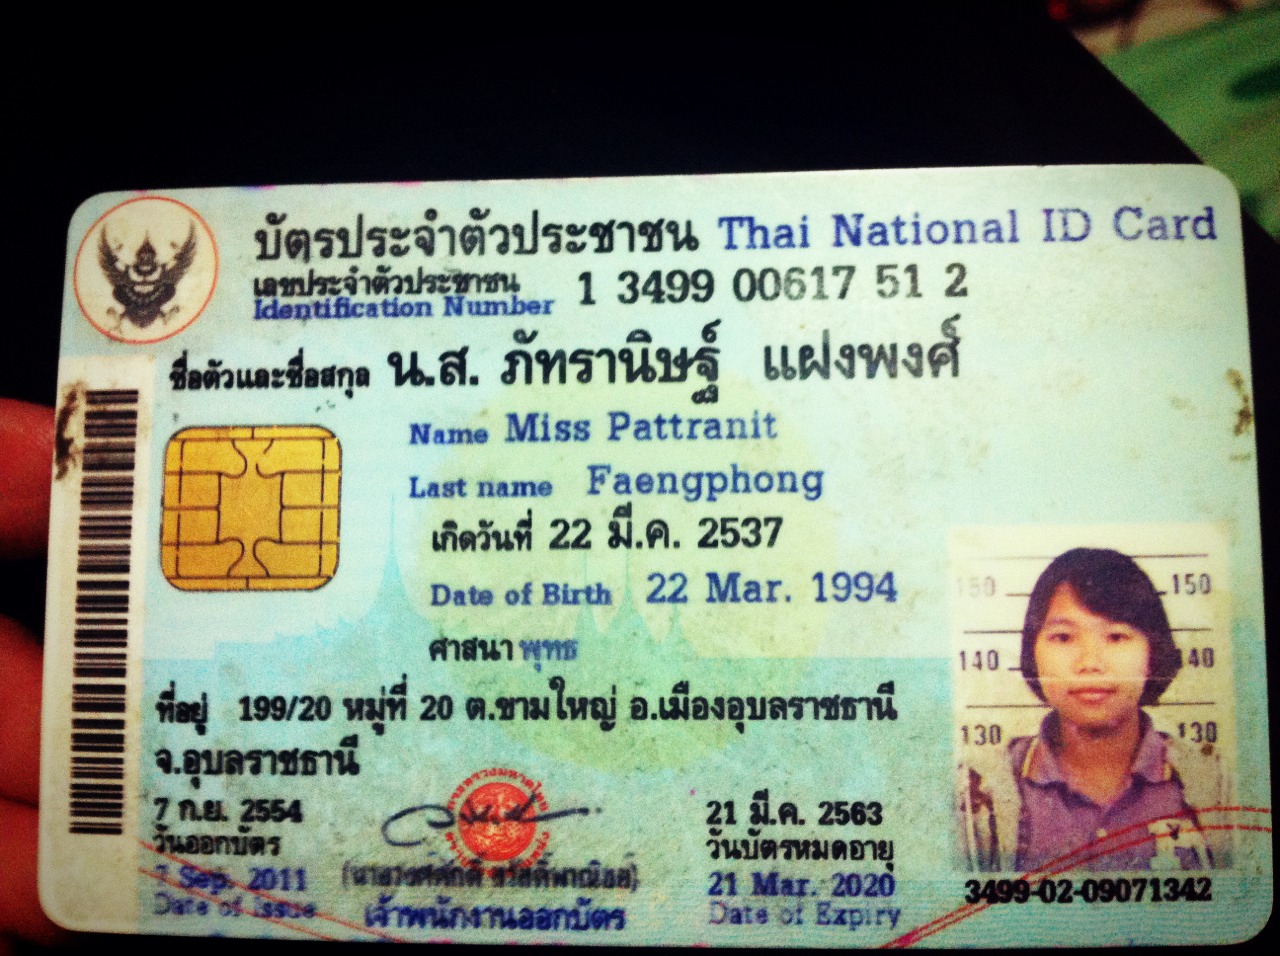 บัตรประจำตัวประชาชน Thai National ID Card
เลขประจำตัวประชาชน 1 3499 00617 51 2
Identification Number
ชื่อตัวและชื่อสกุล น.ส. ภัทรานิษฐ์ แฝงพงศ์
Name Miss Pattranit
Last name Faengphong
เกิดวันที่ 22 มี.ค. 2537
Date of Birth 22 Mar. 1994
ศาสนา พุทธ
ที่อยู่ 199/20 หมู่ที่ 20 ต.ขามใหญ่ อ.เมืองอุบลราชธานี
จ.อุบลราชธานี
7 ก.ย. 2554
วันออกบัตร
7 Sep. 2011
Date of Issue
เจ้าพนักงานออกบัตร
21 มี.ค. 2563
วันบัตรหมดอายุ
21 Mar. 2020
Date of Expiry
150 150
140 140
130 130
3499-02-09071342